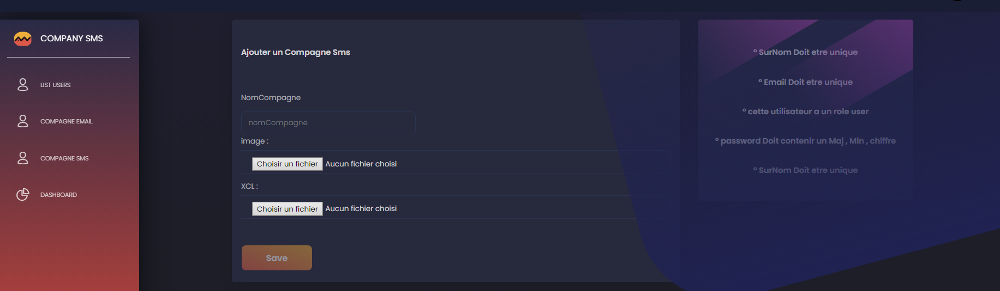 COMPANY SMS
LIST USERS
COMPAGNE EMAIL
COMPAGNE SMS
DASHBOARD
Ajouter un Compagne Sms
NomCompagne
nomCompagne
image :
Choisir un fichier Aucun fichier choisi
XCL :
Choisir un fichier Aucun fichier choisi
Save
° SurNom Doit etre unique
° Email Doit etre unique
° cette utilisateur a un role user
° password Doit contenir un Maj , Min , chiffre
° SurNom Doit etre unique